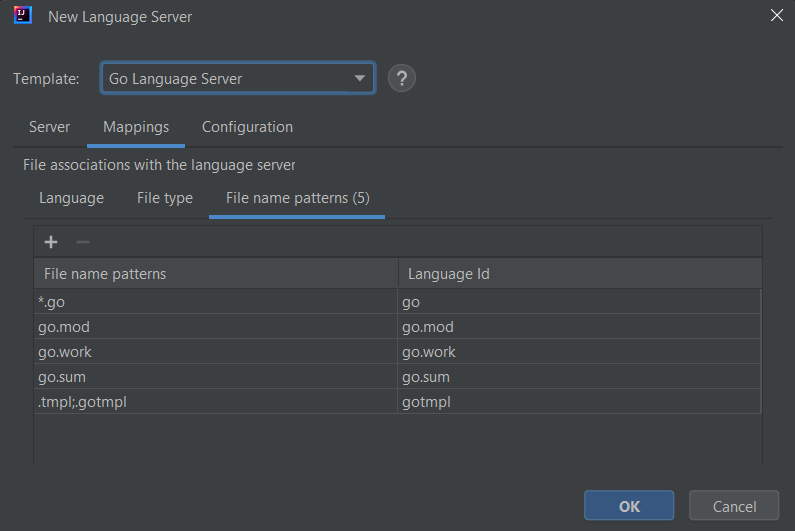 New Language Server
Template: Go Language Server ?
Server Mappings Configuration
File associations with the language server
Language File type File name patterns (5)
File name patterns Language Id
*.go go
go.mod go.mod
go.work go.work
go.sum go.sum
.tmpl;.gotmpl gotmpl
OK Cancel